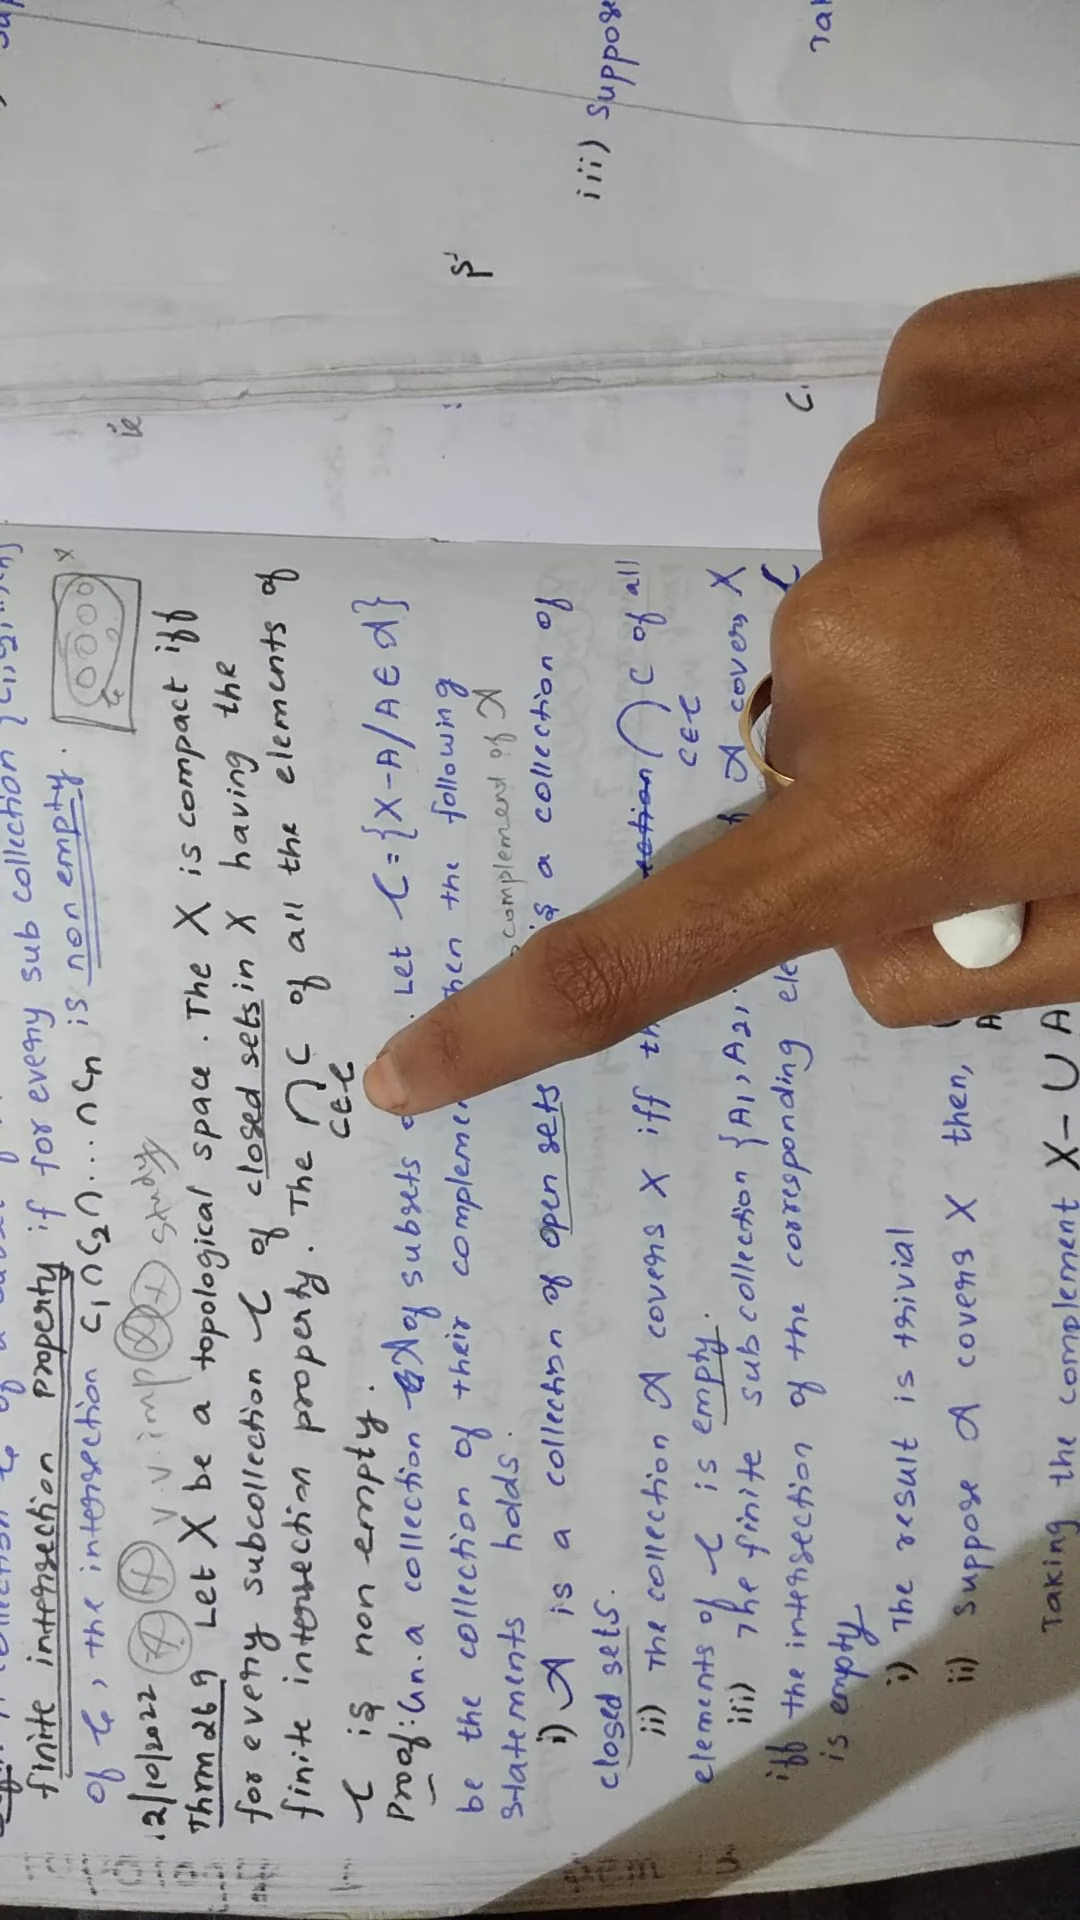 finite intersection property if for every sub collection
of C, the intersection C₁∩C₂∩...∩Cn is non empty.
X
12/10/2022 V.V.imp study
Thrm 26.9 Let X be a topological space. The X is compact iff
for every subcollection C of closed sets in X having the
finite intersection property. The ∩ C of all the elements of
C∈C
C is non empty.
Proof: Gn. a collection A of subsets Let C={X-A/A∈A}
be the collection of their the following
complement of A
statements holds.
i) A is a collection of open sets a collection of
closed sets.
ii) The collection A covers X iff ∩ C of all
C∈C
elements of C is empty.
iii) The finite subcollection {A₁, A₂, A covers X
iff the intersection of the corresponding C
is empty
i) The result is trivial
ii) Suppose A covers X then,
Taking the complement X-∪A
ie
iii) Suppose